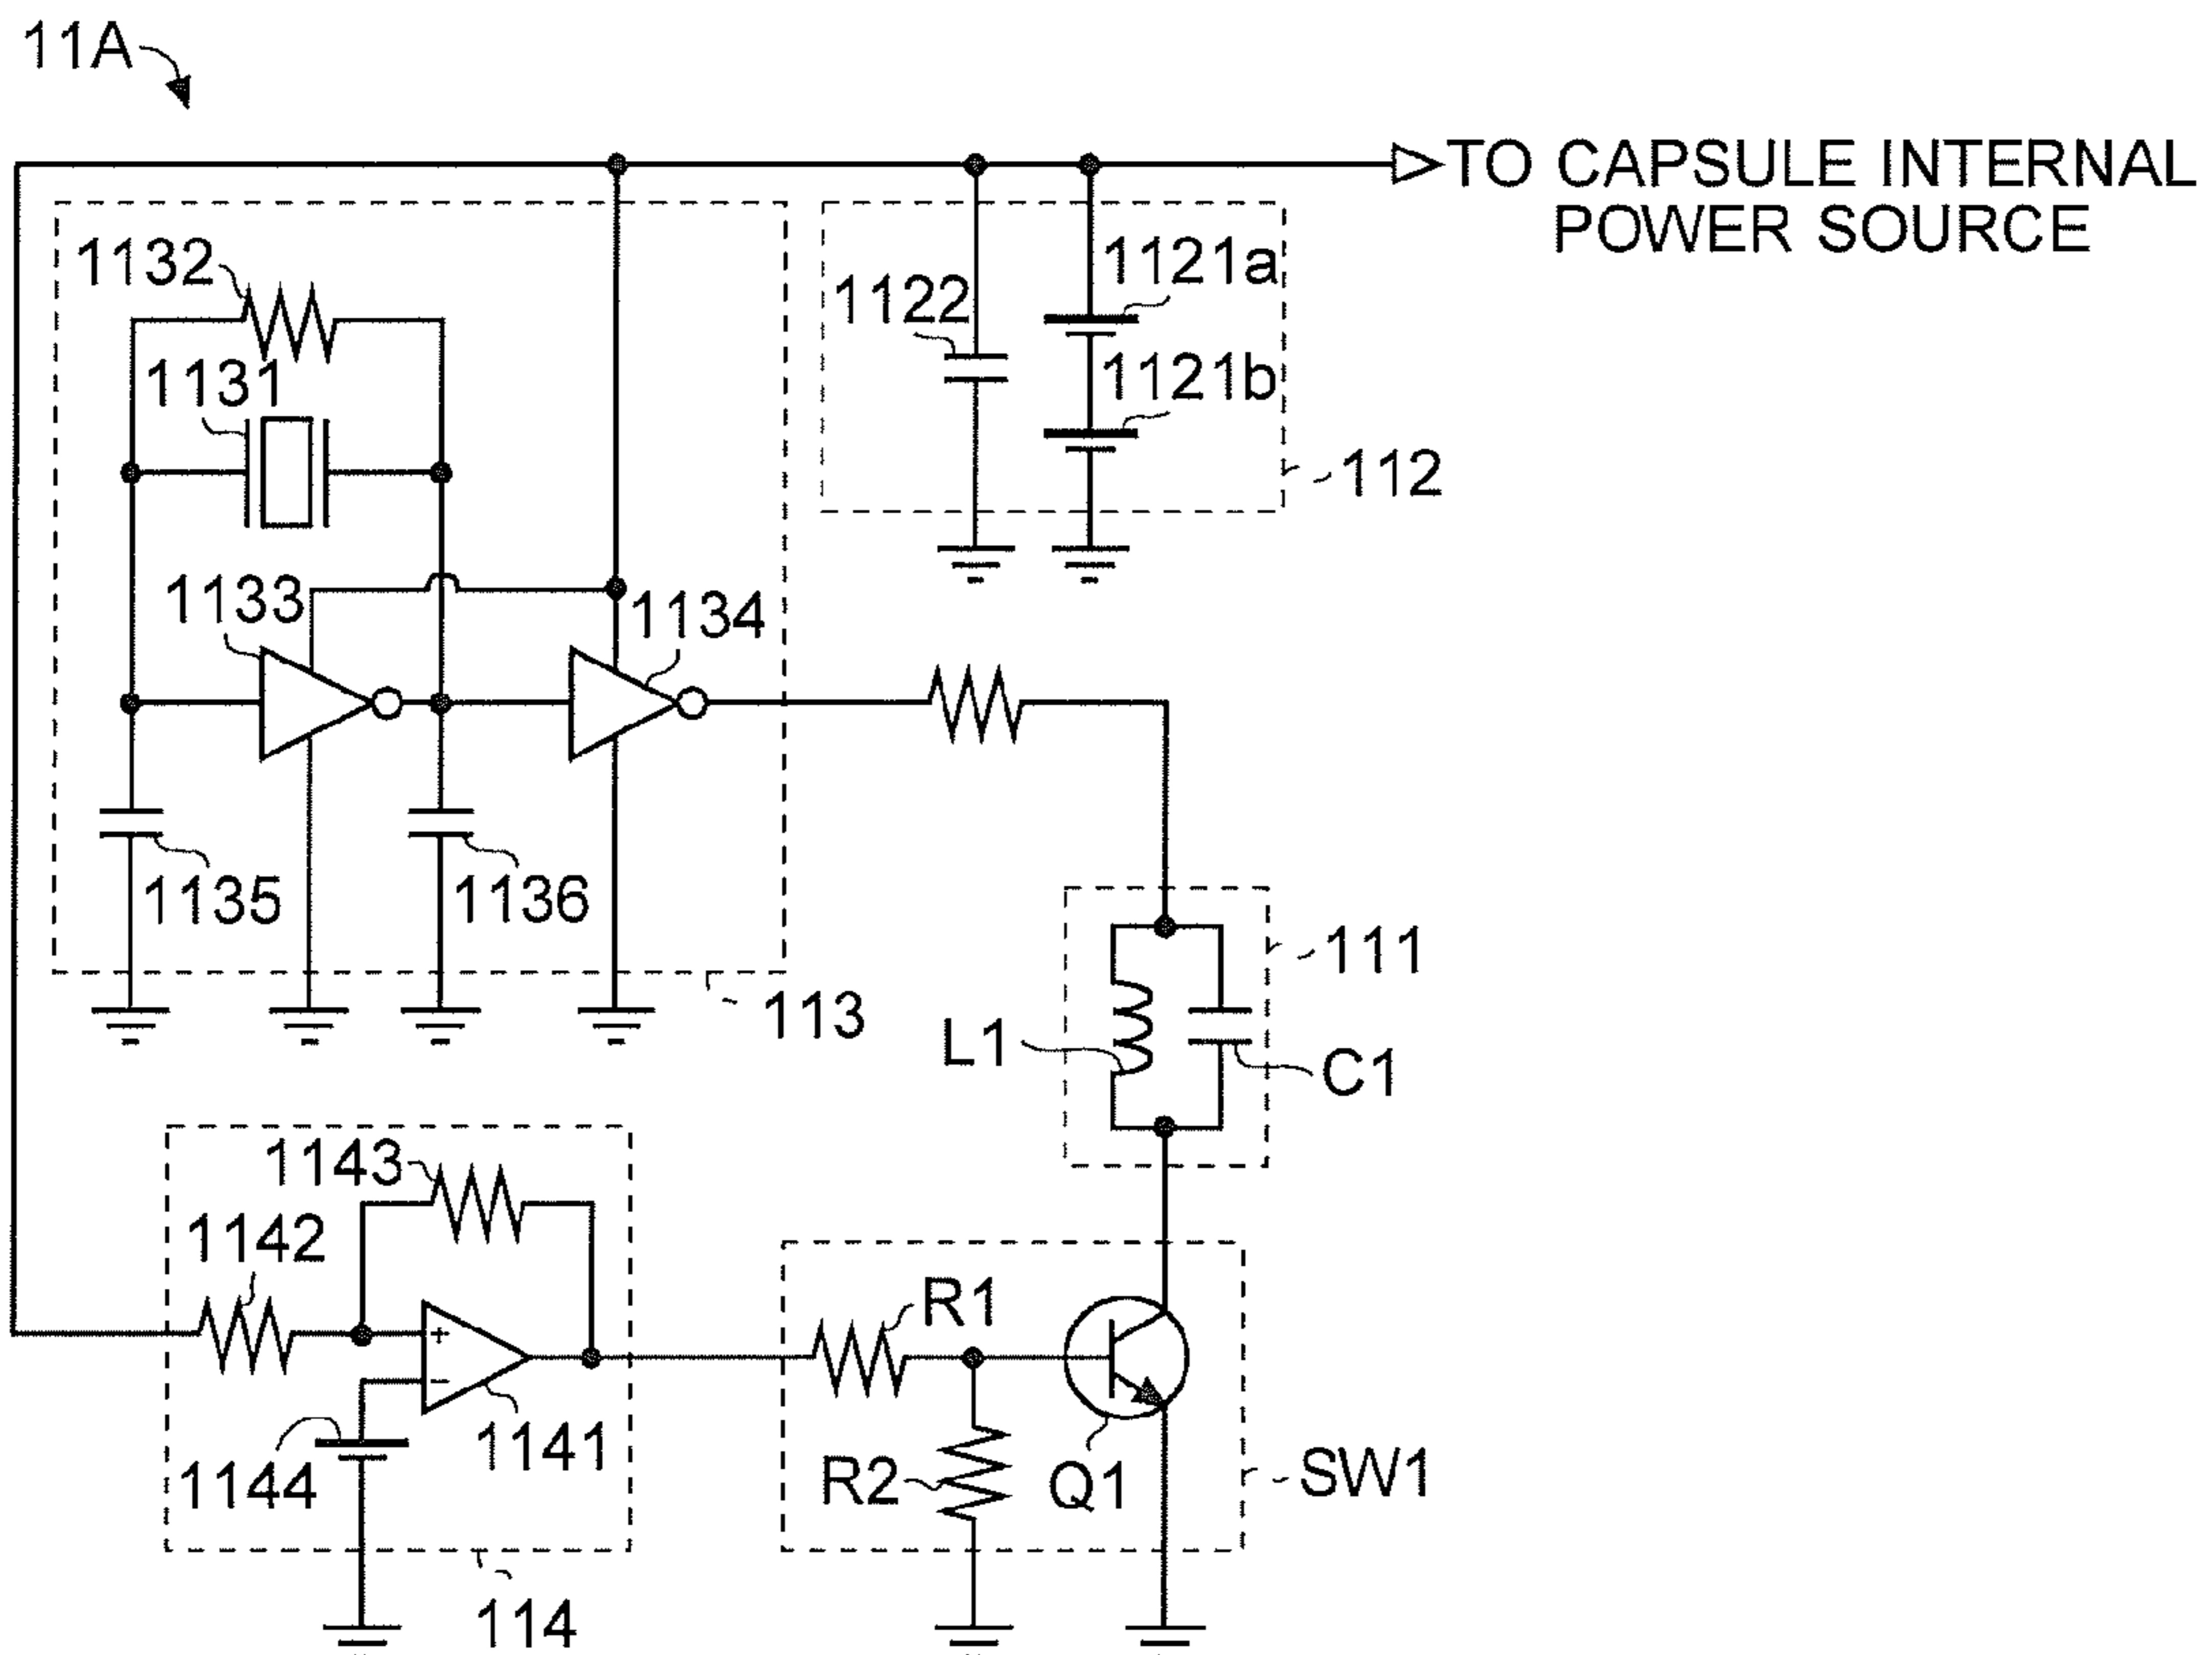 11A
TO CAPSULE INTERNAL
POWER SOURCE
1132
1131
1122
1121a
1121b
112
1133
1134
1135
1136
113
111
L1
C1
1143
1142
+
−
1141
1144
114
R1
R2
Q1
SW1